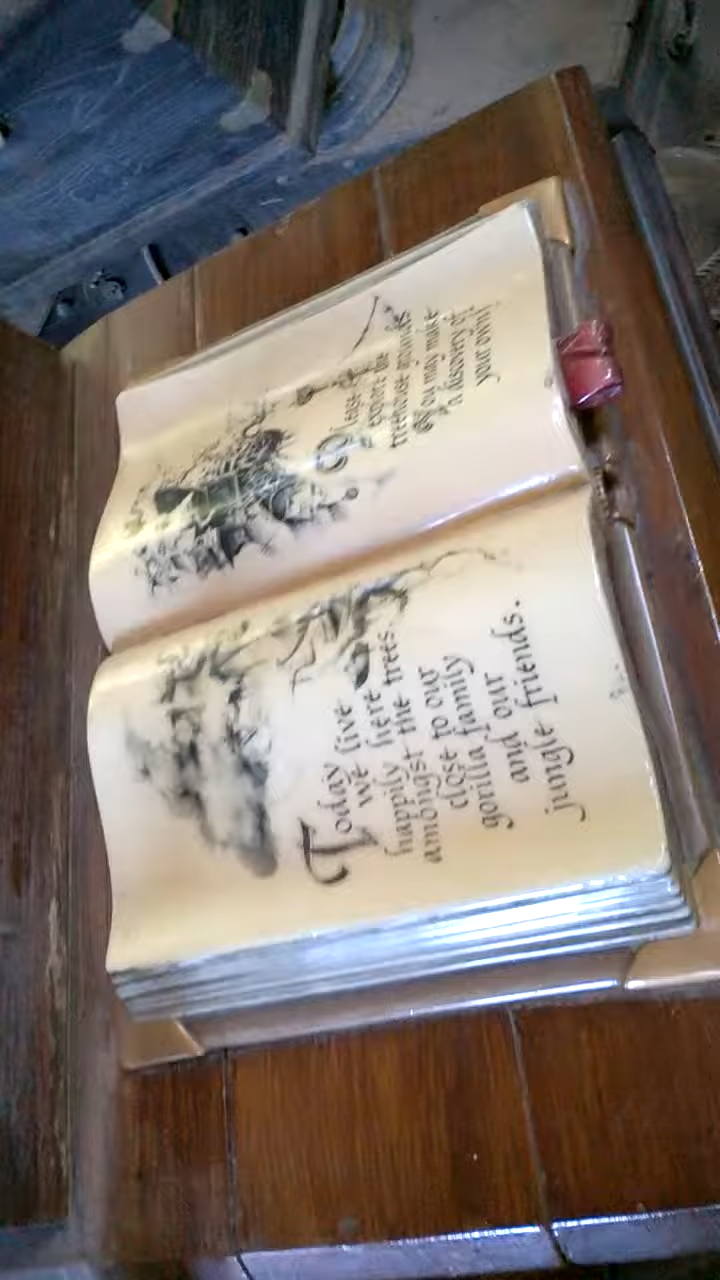 Today
we live
happily here
amongst the trees.
close to our
gorilla family
and our
jungle friends.
Please
explore the
treehouse grounds
You may make
a discovery of
your own!